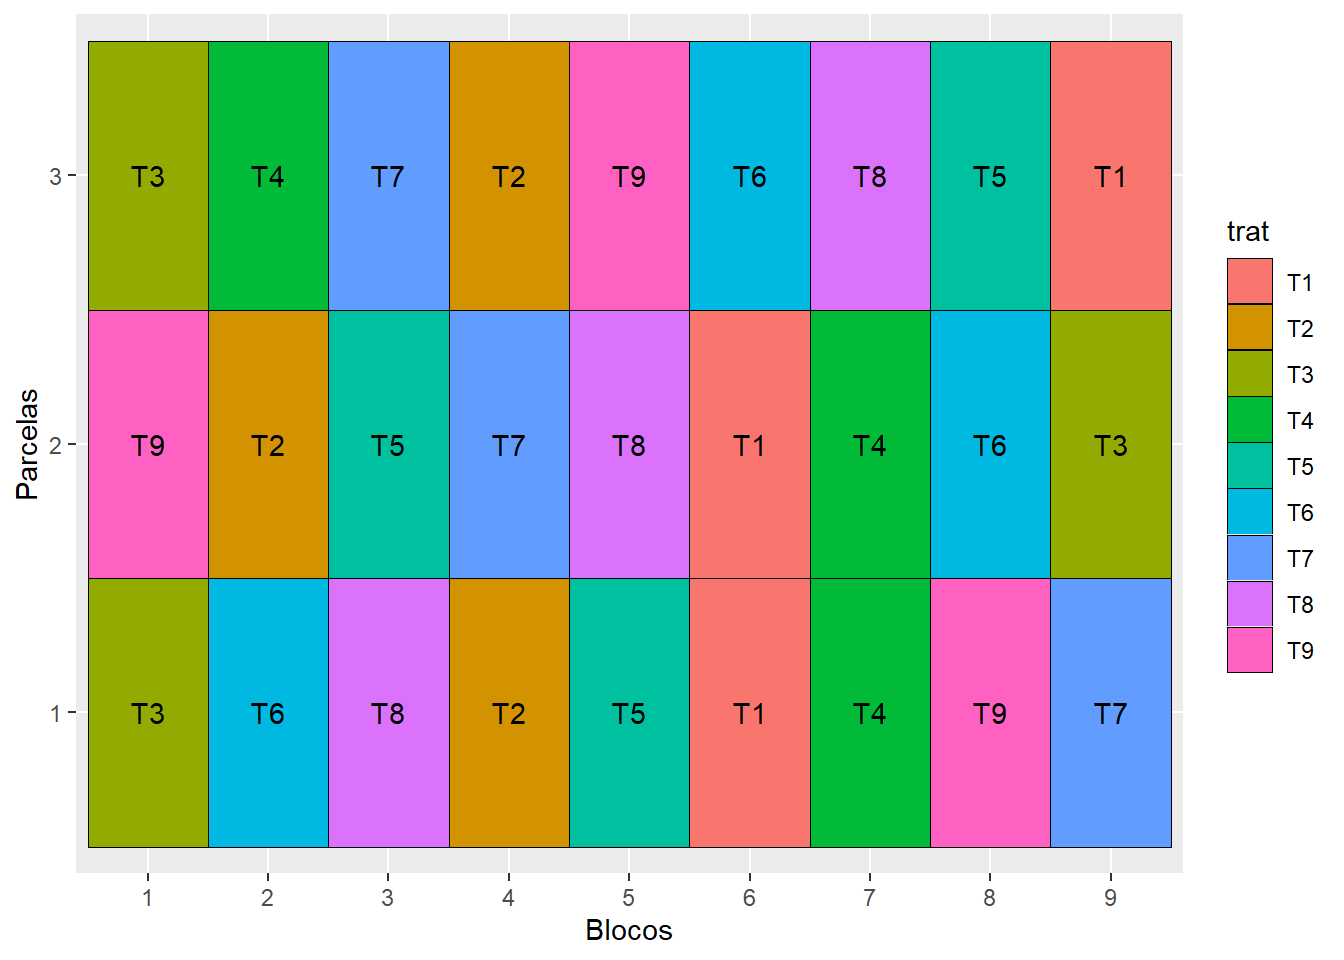 3 T3 T4 T7 T2 T9 T6 T8 T5 T1
2 T9 T2 T5 T7 T8 T1 T4 T6 T3
1 T3 T6 T8 T2 T5 T1 T4 T9 T7
1 2 3 4 5 6 7 8 9
Blocos
Parcelas
trat
T1
T2
T3
T4
T5
T6
T7
T8
T9